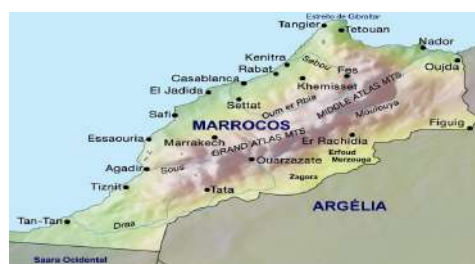 Estreito de Gibraltar
Tangier
Tetouan
Nador
Kenitra
Sebou
Oujda
Rabat
Fes
Casablanca
Khemisset
El Jadida
Settat
Oum er Rbia
MIDDLE ATLAS MTS.
Moulouya
Safi
MARROCOS
Figuig
Essaouria
Marrakech
GRAND ATLAS MTS
Er Rachidia
Erfoud
Merzouga
Ouarzazate
Agadir
Sous
Zagora
Tiznit
Tata
ARGÉLIA
Tan-Tan
Draa
Saara Ocidental